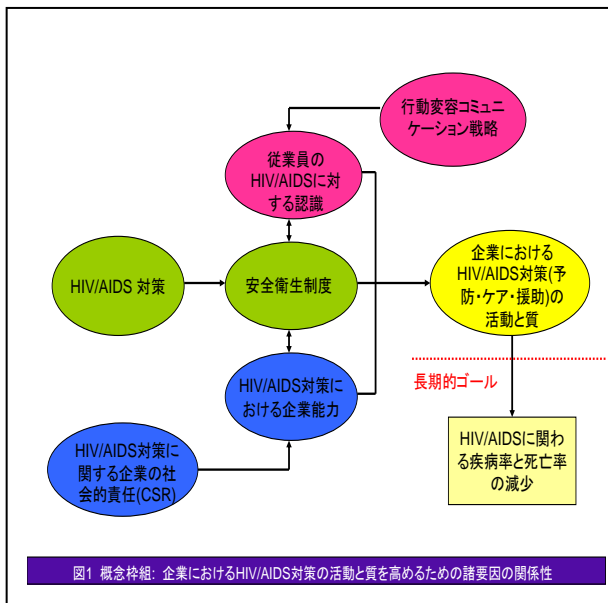 行動変容コミュニ
ケーション戦略
従業員の
HIV/AIDSに対
する認識
HIV/AIDS 対策
安全衛生制度
企業における
HIV/AIDS対策(予
防・ケア・援助)の
活動と質
長期的ゴール
HIV/AIDS対策に
おける企業能力
HIV/AIDSに関わ
る疾病率と死亡率
の減少
HIV/AIDS対策に
関する企業の社
会的責任(CSR)
図1 概念枠組: 企業におけるHIV/AIDS対策の活動と質を高めるための諸要因の関係性